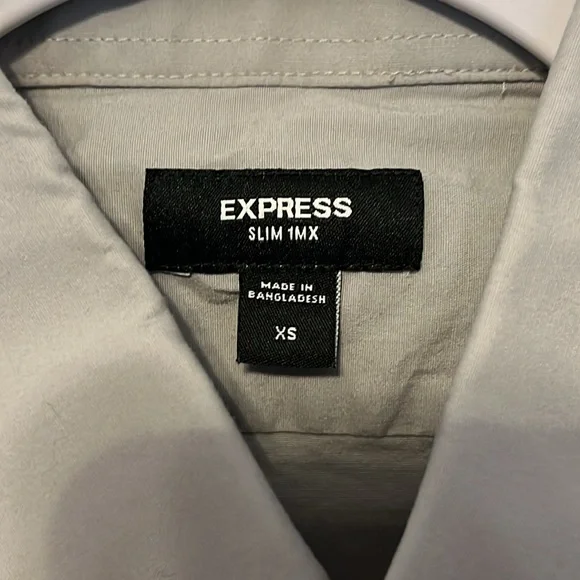 EXPRESS
SLIM 1MX
MADE IN
BANGLADESH
XS